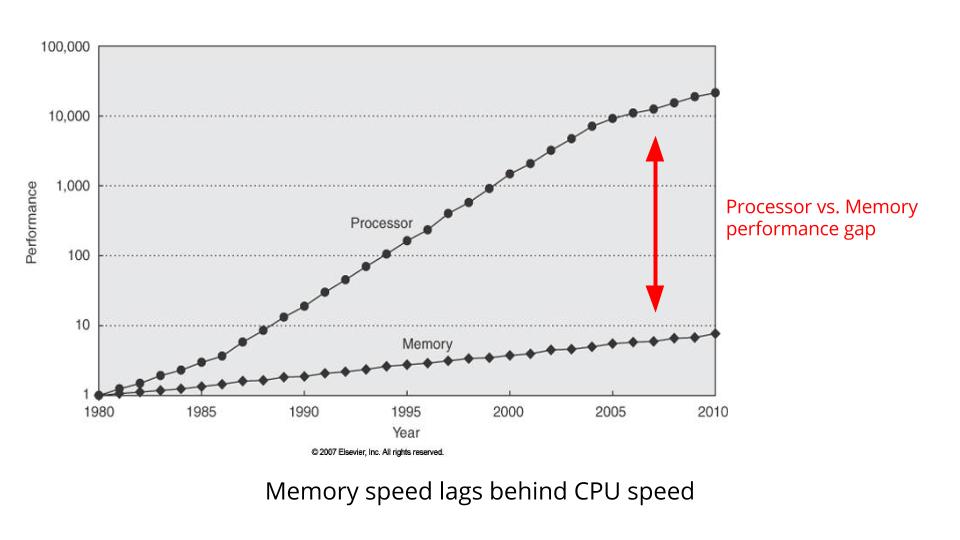 100,000
10,000
1,000
100
10
1
Performance
Processor
Memory
Processor vs. Memory
performance gap
1980 1985 1990 1995 2000 2005 2010
Year
© 2007 Elsevier, Inc. All rights reserved.
Memory speed lags behind CPU speed